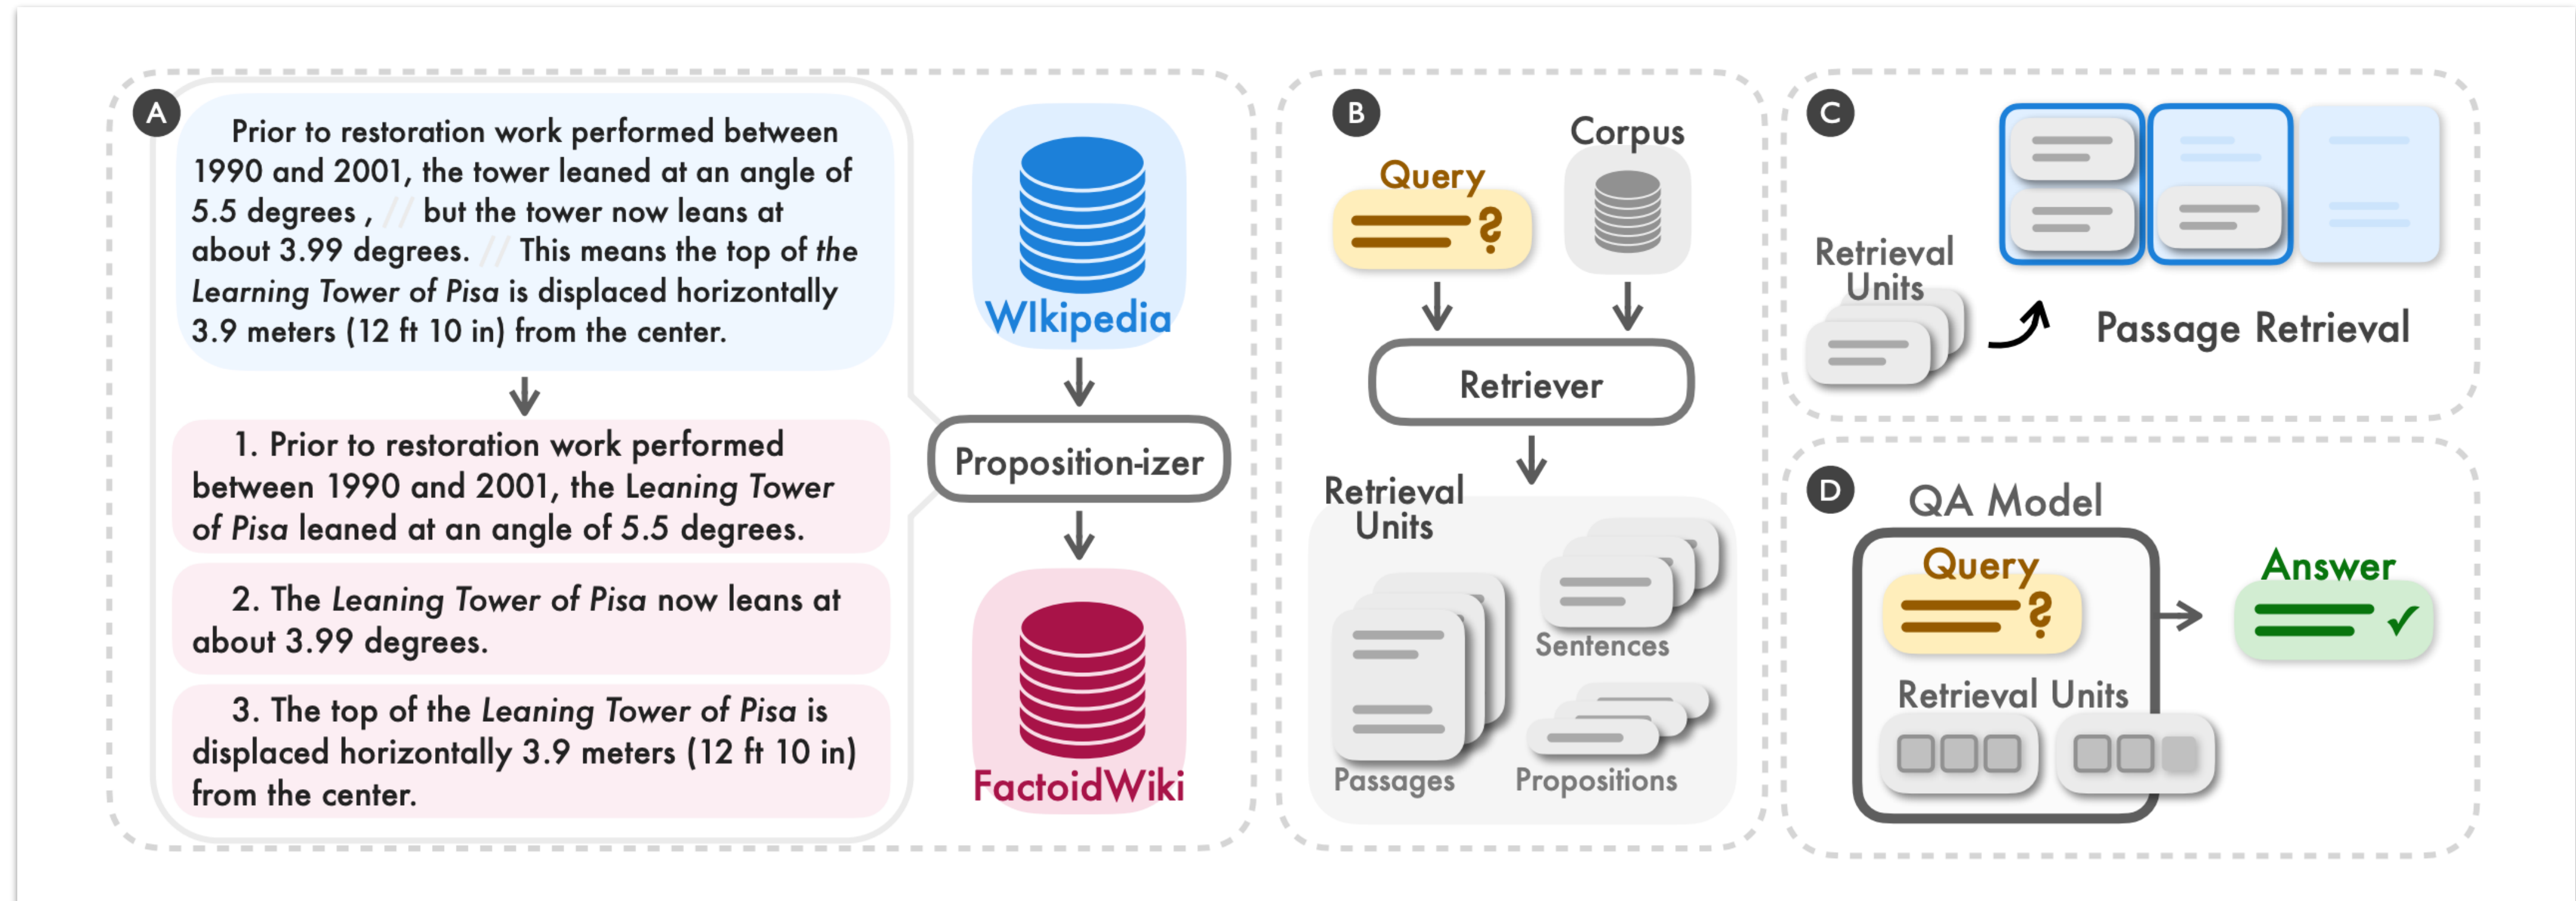 A
Prior to restoration work performed between
1990 and 2001, the tower leaned at an angle of
5.5 degrees , // but the tower now leans at
about 3.99 degrees. // This means the top of the
Learning Tower of Pisa is displaced horizontally
3.9 meters (12 ft 10 in) from the center.
1. Prior to restoration work performed
between 1990 and 2001, the Leaning Tower
of Pisa leaned at an angle of 5.5 degrees.
2. The Leaning Tower of Pisa now leans at
about 3.99 degrees.
3. The top of the Leaning Tower of Pisa is
displaced horizontally 3.9 meters (12 ft 10 in)
from the center.
WIkipedia
Proposition-izer
FactoidWiki
B
Corpus
Query
?
Retriever
Retrieval
Units
Sentences
Passages
Propositions
C
Retrieval
Units
Passage Retrieval
D
QA Model
Query
?
Retrieval Units
Answer